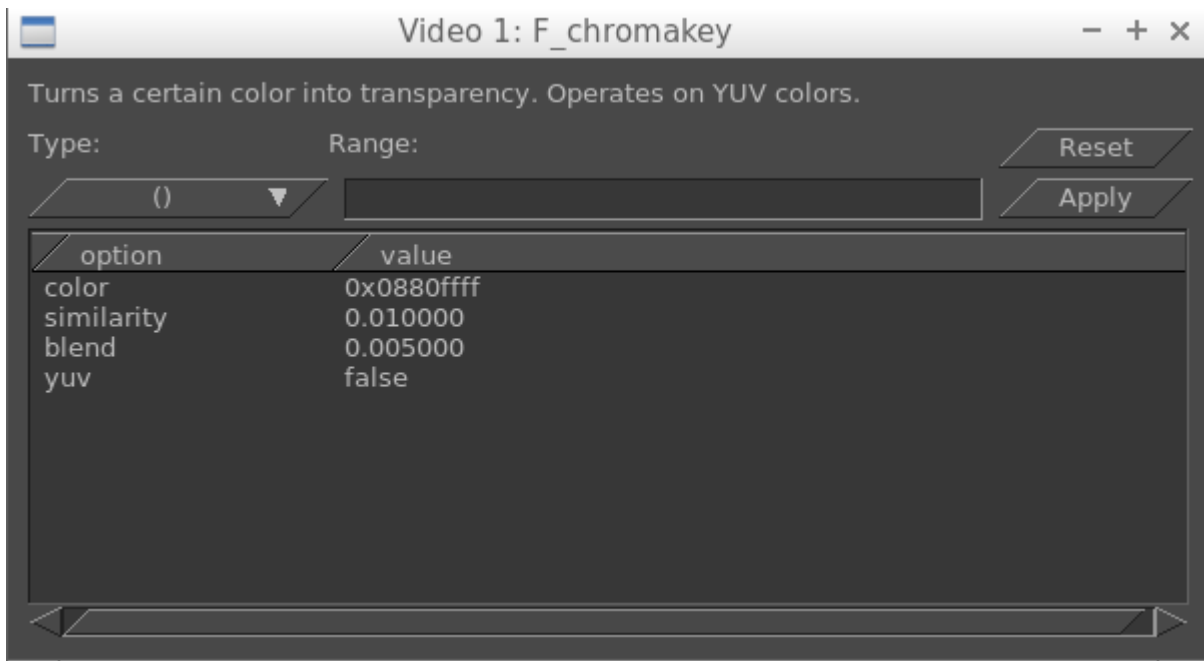 Video 1: F_chromakey
Turns a certain color into transparency. Operates on YUV colors.
Type: Range: Reset
() Apply
option value
color 0x0880ffff
similarity 0.010000
blend 0.005000
yuv false